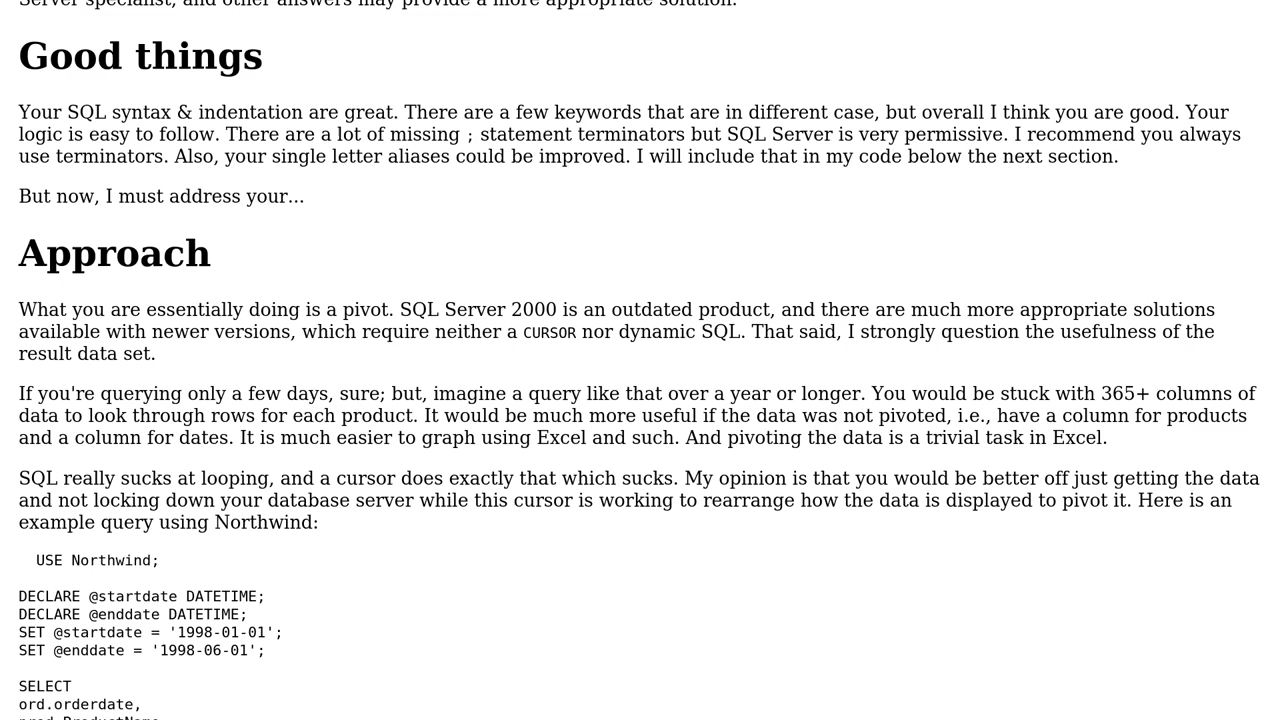 Server specialist, and other answers may provide a more appropriate solution.
Good things
Your SQL syntax & indentation are great. There are a few keywords that are in different case, but overall I think you are good. Your
logic is easy to follow. There are a lot of missing ; statement terminators but SQL Server is very permissive. I recommend you always
use terminators. Also, your single letter aliases could be improved. I will include that in my code below the next section.
But now, I must address your...
Approach
What you are essentially doing is a pivot. SQL Server 2000 is an outdated product, and there are much more appropriate solutions
available with newer versions, which require neither a CURSOR nor dynamic SQL. That said, I strongly question the usefulness of the
result data set.
If you're querying only a few days, sure; but, imagine a query like that over a year or longer. You would be stuck with 365+ columns of
data to look through rows for each product. It would be much more useful if the data was not pivoted, i.e., have a column for products
and a column for dates. It is much easier to graph using Excel and such. And pivoting the data is a trivial task in Excel.
SQL really sucks at looping, and a cursor does exactly that which sucks. My opinion is that you would be better off just getting the data
and not locking down your database server while this cursor is working to rearrange how the data is displayed to pivot it. Here is an
example query using Northwind:
USE Northwind;
DECLARE @startdate DATETIME;
DECLARE @enddate DATETIME;
SET @startdate = '1998-01-01';
SET @enddate = '1998-06-01';
SELECT
ord.orderdate,
prod.ProductName